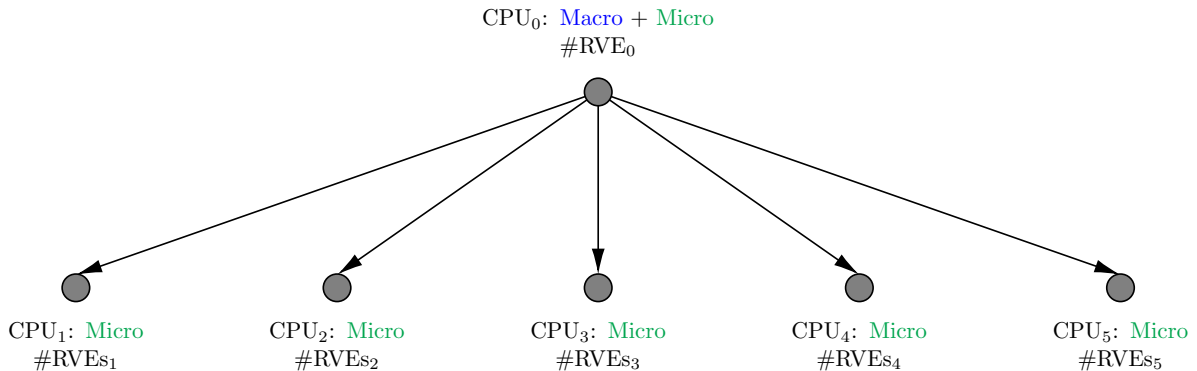 CPU₀: Macro + Micro
#RVE₀
CPU₁: Micro
#RVEs₁
CPU₂: Micro
#RVEs₂
CPU₃: Micro
#RVEs₃
CPU₄: Micro
#RVEs₄
CPU₅: Micro
#RVEs₅